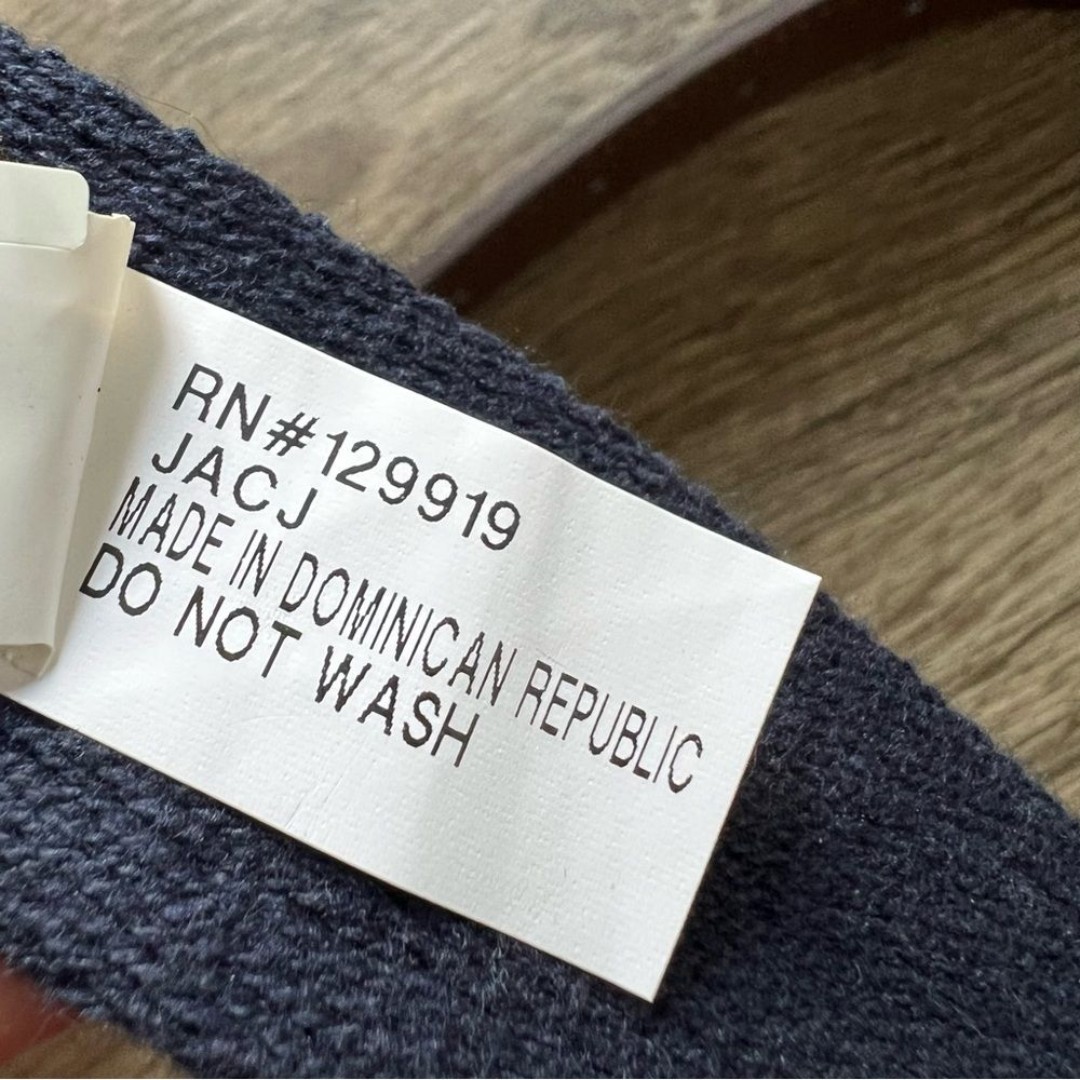 RN#129919
JACJ
MADE IN DOMINICAN REPUBLIC
DO NOT WASH